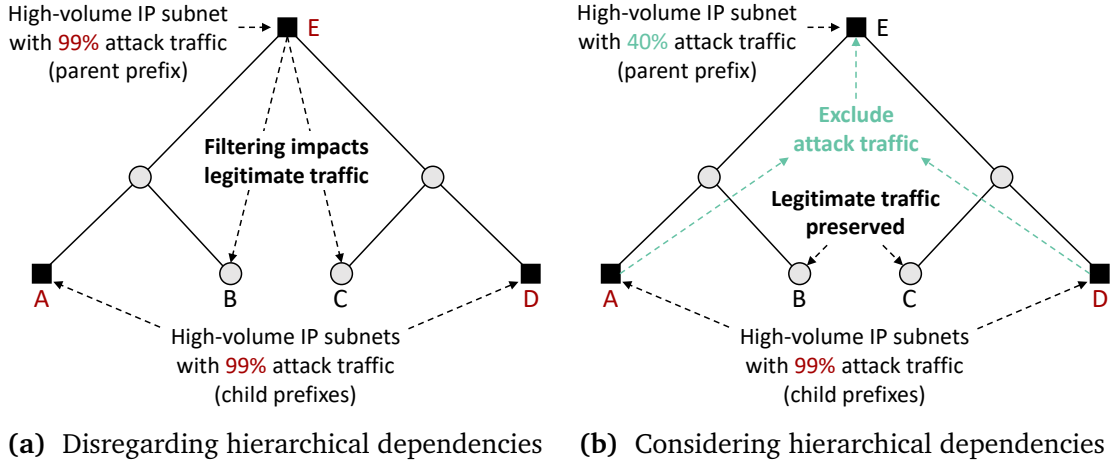 High-volume IP subnet
with 99% attack traffic
(parent prefix)
E
Filtering impacts
legitimate traffic
A
B
C
D
High-volume IP subnets
with 99% attack traffic
(child prefixes)
(a) Disregarding hierarchical dependencies
High-volume IP subnet
with 40% attack traffic
(parent prefix)
E
Exclude
attack traffic
Legitimate traffic
preserved
A
B
C
D
High-volume IP subnets
with 99% attack traffic
(child prefixes)
(b) Considering hierarchical dependencies